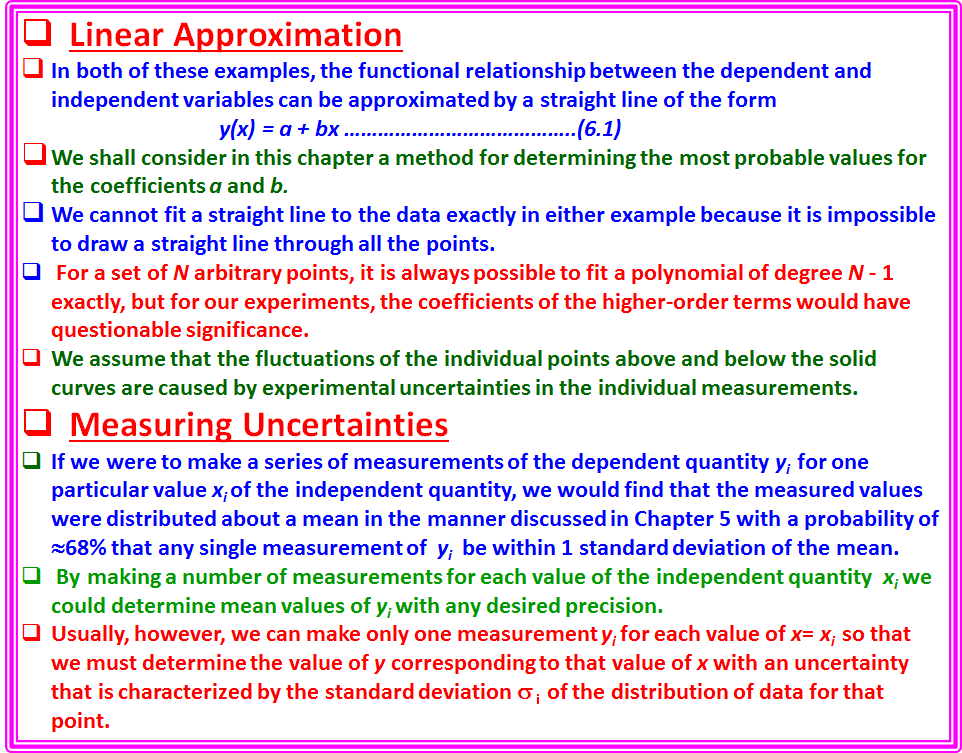 Linear Approximation
In both of these examples, the functional relationship between the dependent and
independent variables can be approximated by a straight line of the form
y(x) = a + bx …………………………………..(6.1)
We shall consider in this chapter a method for determining the most probable values for
the coefficients a and b.
We cannot fit a straight line to the data exactly in either example because it is impossible
to draw a straight line through all the points.
For a set of N arbitrary points, it is always possible to fit a polynomial of degree N - 1
exactly, but for our experiments, the coefficients of the higher-order terms would have
questionable significance.
We assume that the fluctuations of the individual points above and below the solid
curves are caused by experimental uncertainties in the individual measurements.
Measuring Uncertainties
If we were to make a series of measurements of the dependent quantity yi for one
particular value xi of the independent quantity, we would find that the measured values
were distributed about a mean in the manner discussed in Chapter 5 with a probability of
≈68% that any single measurement of yi be within 1 standard deviation of the mean.
By making a number of measurements for each value of the independent quantity xi we
could determine mean values of yi with any desired precision.
Usually, however, we can make only one measurement yi for each value of x= xi so that
we must determine the value of y corresponding to that value of x with an uncertainty
that is characterized by the standard deviation σi of the distribution of data for that
point.